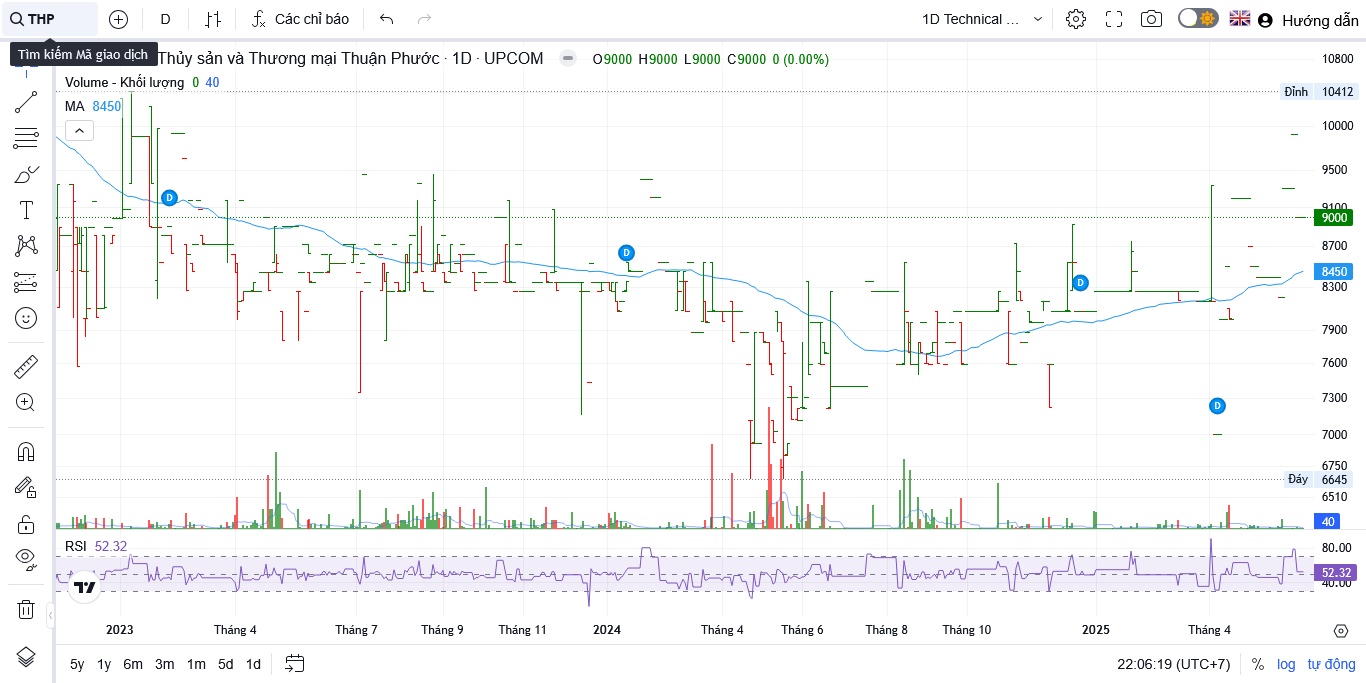 THP D Các chỉ báo 1D Technical ... Hướng dẫn
Tìm kiếm Mã giao dịch
Thủy sản và Thương mại Thuận Phước · 1D · UPCOM O9000 H9000 L9000 C9000 0 (0.00%)
Volume - Khối lượng 0 40
MA 8450
10800
Đỉnh 10412
10000
9500
9100
9000
8700
8450
8300
7900
7600
7300
7000
6750
Đáy 6645
6510
40
D
D
D
D
RSI 52.32
80.00
52.32
40.00
2023 Tháng 4 Tháng 7 Tháng 9 Tháng 11 2024 Tháng 4 Tháng 6 Tháng 8 Tháng 10 2025 Tháng 4
5y 1y 6m 3m 1m 5d 1d 22:06:19 (UTC+7) % log tự động